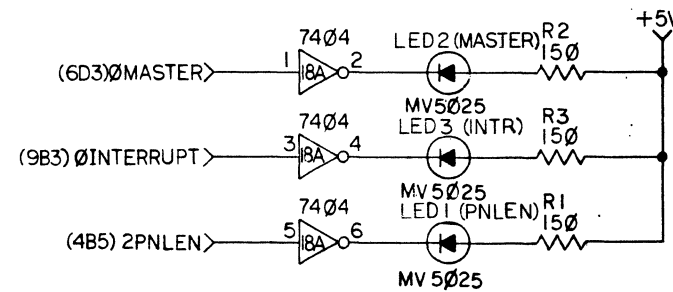 +5V
74Ø4
LED2 (MASTER)
R2
15Ø
(6D3)ØMASTER
1
18A
2
MV5Ø25
74Ø4
LED3 (INTR)
R3
15Ø
(9B3) ØINTERRUPT
3
18A
4
MV5Ø25
74Ø4
LED1 (PNLEN)
R1
15Ø
(4B5) 2PNLEN
5
18A
6
MV5Ø25